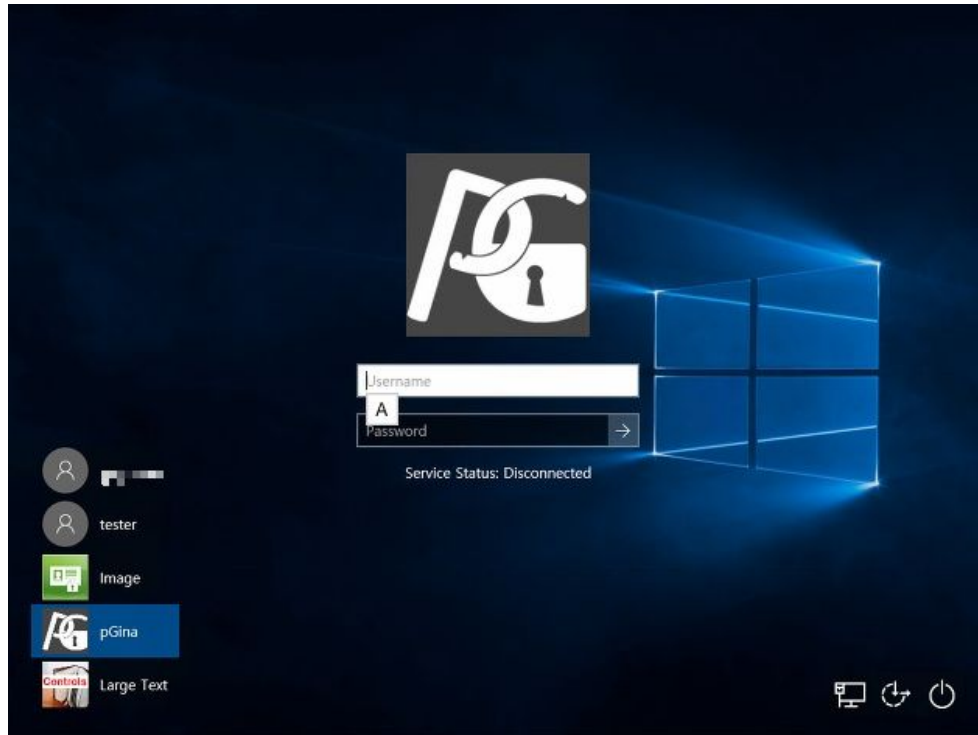 Username
A
Password
Service Status: Disconnected
tester
Image
pGina
Controls
Large Text